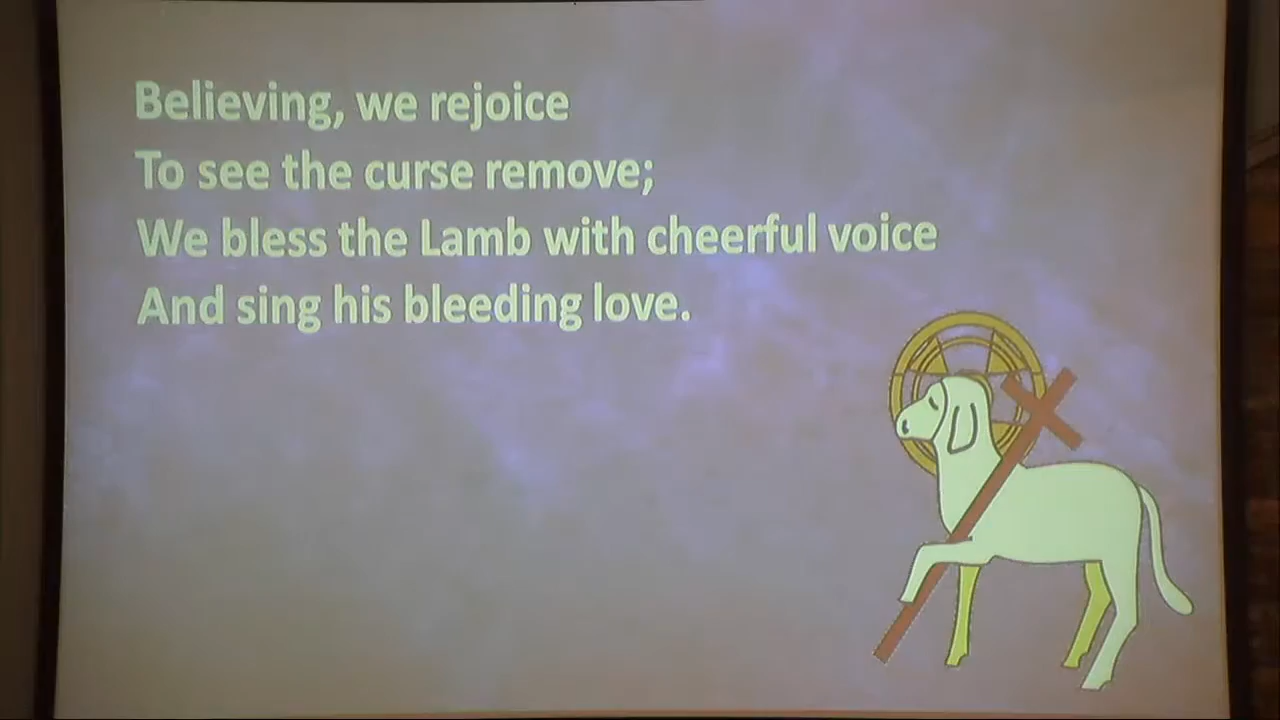 Believing, we rejoice
To see the curse remove;
We bless the Lamb with cheerful voice
And sing his bleeding love.